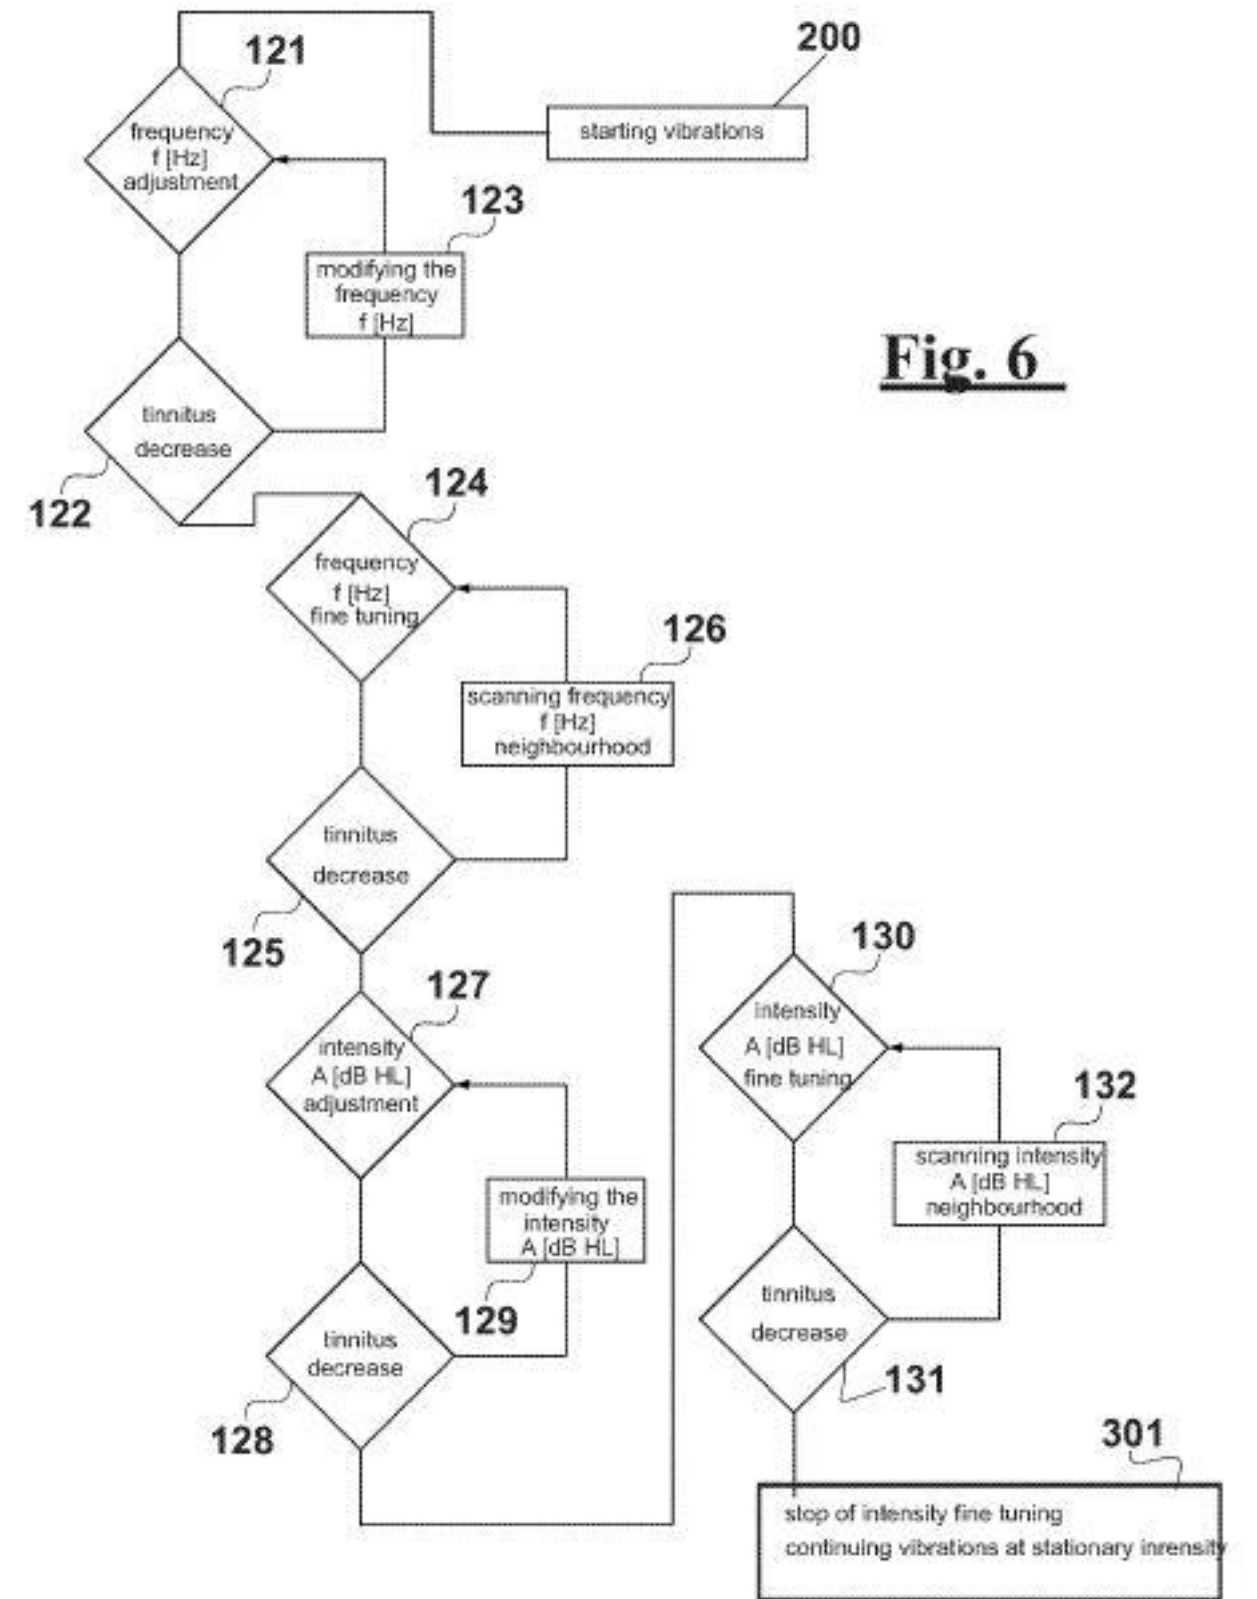 121
200
frequency
f [Hz]
adjustment
starting vibrations
123
modifying the
frequency
f [Hz]
Fig. 6
tinnitus
decrease
122
124
frequency
f [Hz]
fine tuning
126
scanning frequency
f [Hz]
neighbourhood
tinnitus
decrease
125
127
intensity
A [dB HL]
adjustment
modifying the
intensity
A [dB HL]
129
tinnitus
decrease
128
130
intensity
A [dB HL]
fine tuning
132
scanning intensity
A [dB HL]
neighbourhood
tinnitus
decrease
131
301
stop of intensity fine tuning
continuing vibrations at stationary inrensity